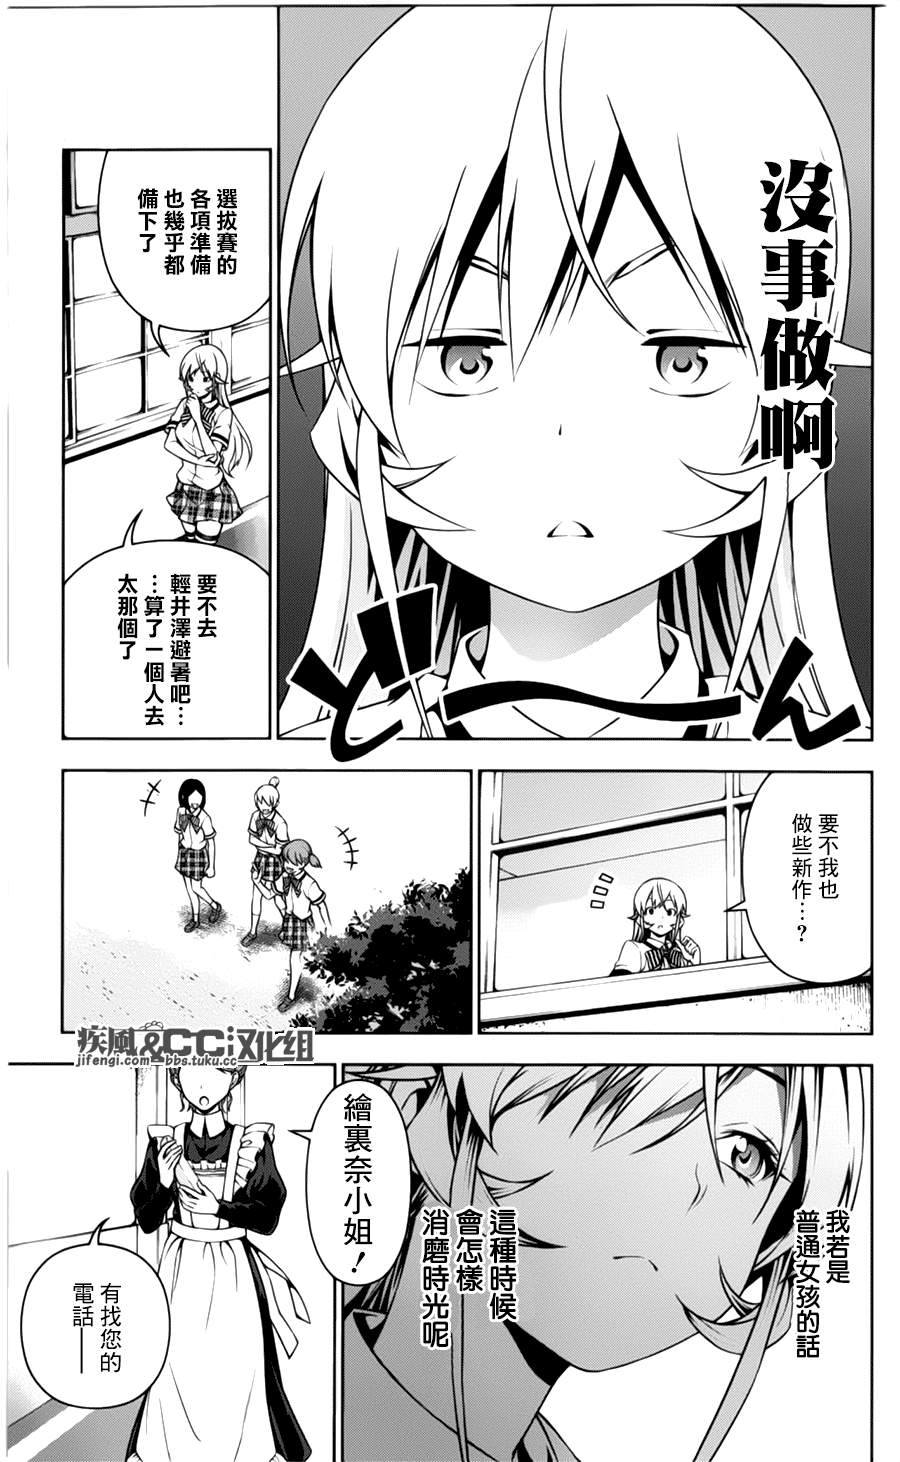 沒事做啊
どーん
選拔賽的
各項準備
也幾乎都
備下了
要不去
輕井澤避暑吧…
…算了一個人去
太那個了
要不我也
做些新作…?
疾風&CC汉化组
jifengi.com bbs.tuku.cc
我若是
普通女孩的話
這種時候
會怎樣
消磨時光呢
繪裏奈小姐!
有找您的
電話——